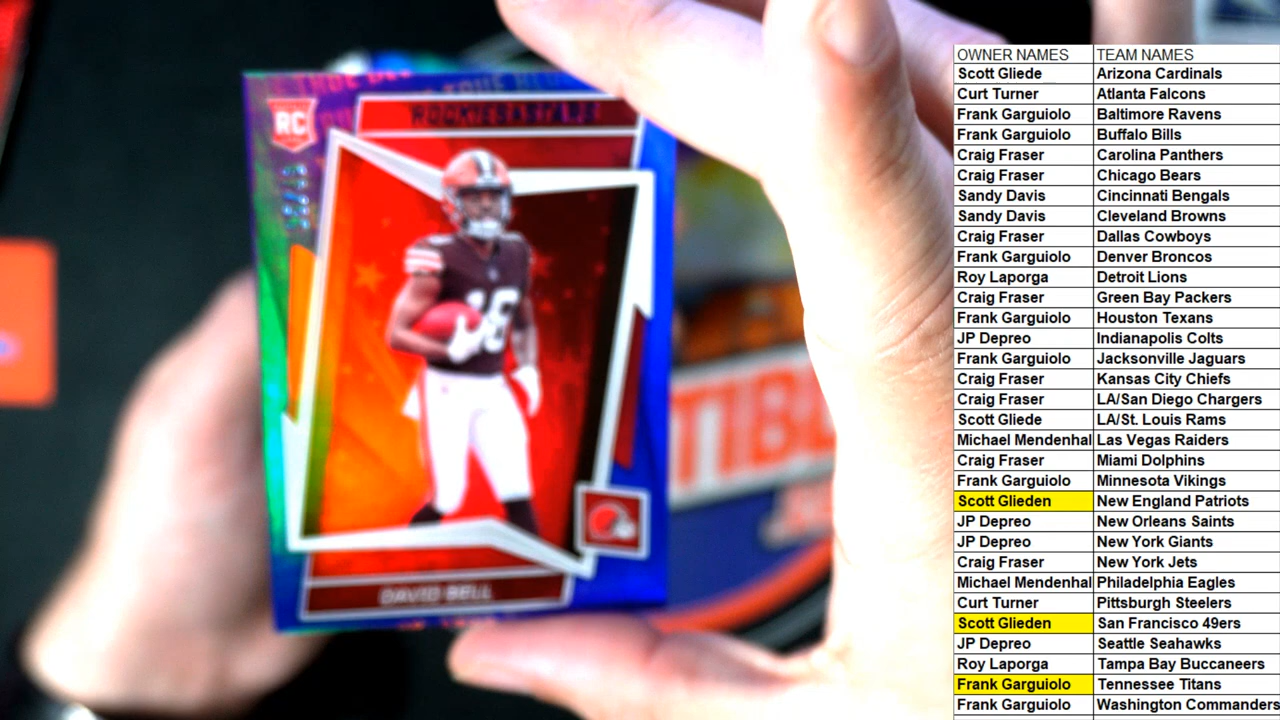 RC
DAVID BELL
OWNER NAMES TEAM NAMES
Scott Gliede Arizona Cardinals
Curt Turner Atlanta Falcons
Frank Garguiolo Baltimore Ravens
Frank Garguiolo Buffalo Bills
Craig Fraser Carolina Panthers
Craig Fraser Chicago Bears
Sandy Davis Cincinnati Bengals
Sandy Davis Cleveland Browns
Craig Fraser Dallas Cowboys
Frank Garguiolo Denver Broncos
Roy Laporga Detroit Lions
Craig Fraser Green Bay Packers
Frank Garguiolo Houston Texans
JP Depreo Indianapolis Colts
Frank Garguiolo Jacksonville Jaguars
Craig Fraser Kansas City Chiefs
Craig Fraser LA/San Diego Chargers
Scott Gliede LA/St. Louis Rams
Michael Mendenhal Las Vegas Raiders
Craig Fraser Miami Dolphins
Frank Garguiolo Minnesota Vikings
Scott Glieden New England Patriots
JP Depreo New Orleans Saints
JP Depreo New York Giants
Craig Fraser New York Jets
Michael Mendenhal Philadelphia Eagles
Curt Turner Pittsburgh Steelers
Scott Glieden San Francisco 49ers
JP Depreo Seattle Seahawks
Roy Laporga Tampa Bay Buccaneers
Frank Garguiolo Tennessee Titans
Frank Garguiolo Washington Commanders